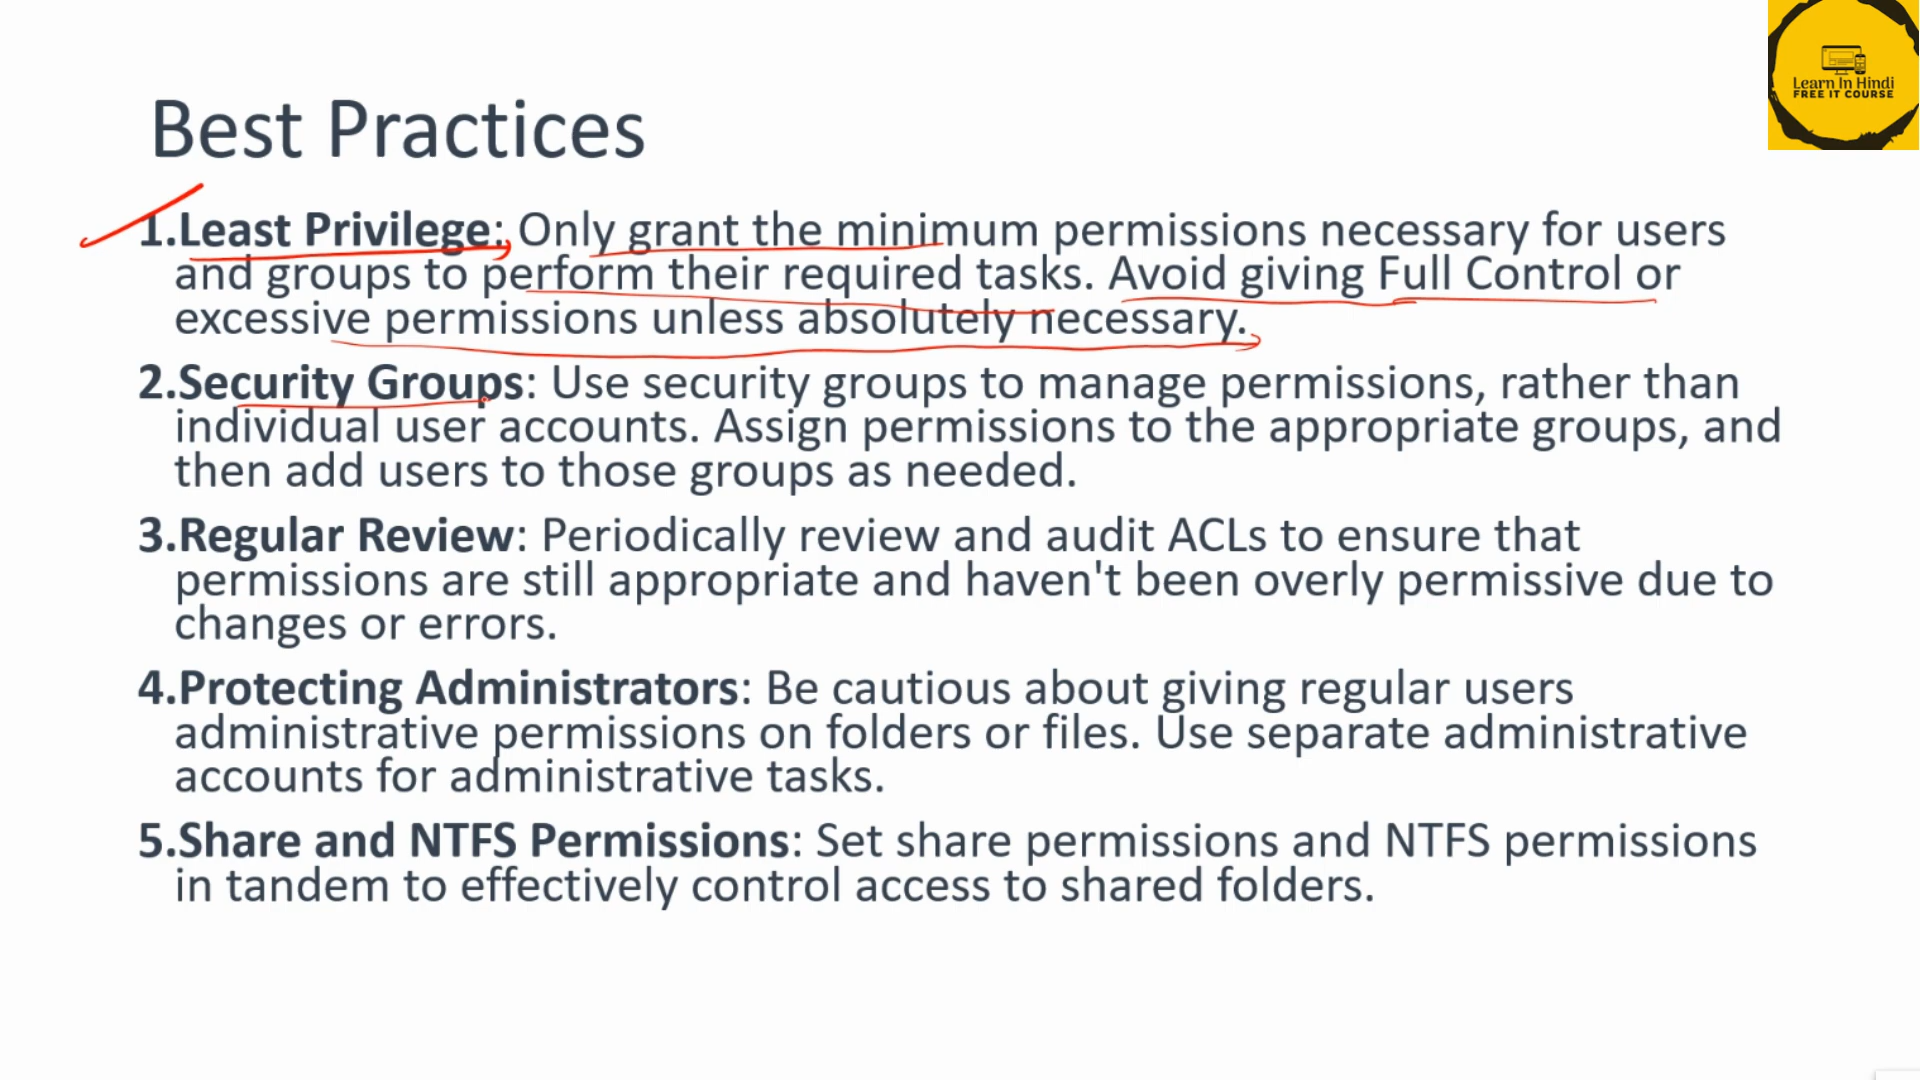 Learn In Hindi
FREE IT COURSE
Best Practices
1.Least Privilege: Only grant the minimum permissions necessary for users
and groups to perform their required tasks. Avoid giving Full Control or
excessive permissions unless absolutely necessary.
2.Security Groups: Use security groups to manage permissions, rather than
individual user accounts. Assign permissions to the appropriate groups, and
then add users to those groups as needed.
3.Regular Review: Periodically review and audit ACLs to ensure that
permissions are still appropriate and haven't been overly permissive due to
changes or errors.
4.Protecting Administrators: Be cautious about giving regular users
administrative permissions on folders or files. Use separate administrative
accounts for administrative tasks.
5.Share and NTFS Permissions: Set share permissions and NTFS permissions
in tandem to effectively control access to shared folders.